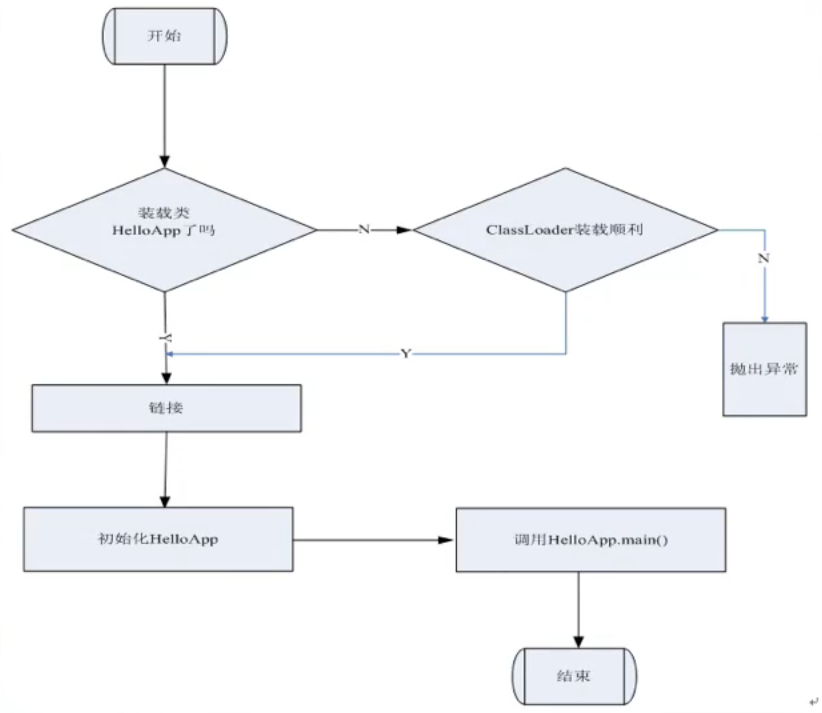 开始
装载类
HelloApp了吗
N
ClassLoader装载顺利
N
Y
Y
抛出异常
链接
初始化HelloApp
调用HelloApp.main()
结束